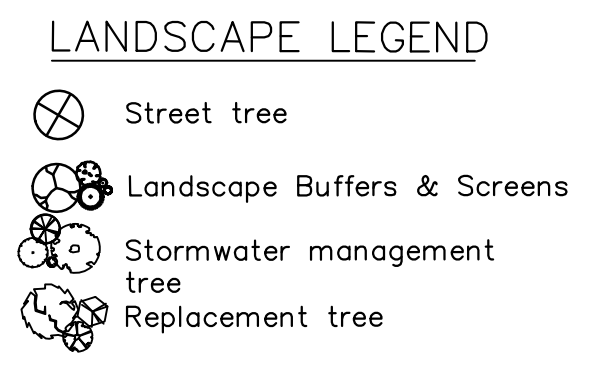 LANDSCAPE LEGEND
Street tree
Landscape Buffers & Screens
Stormwater management
tree
Replacement tree